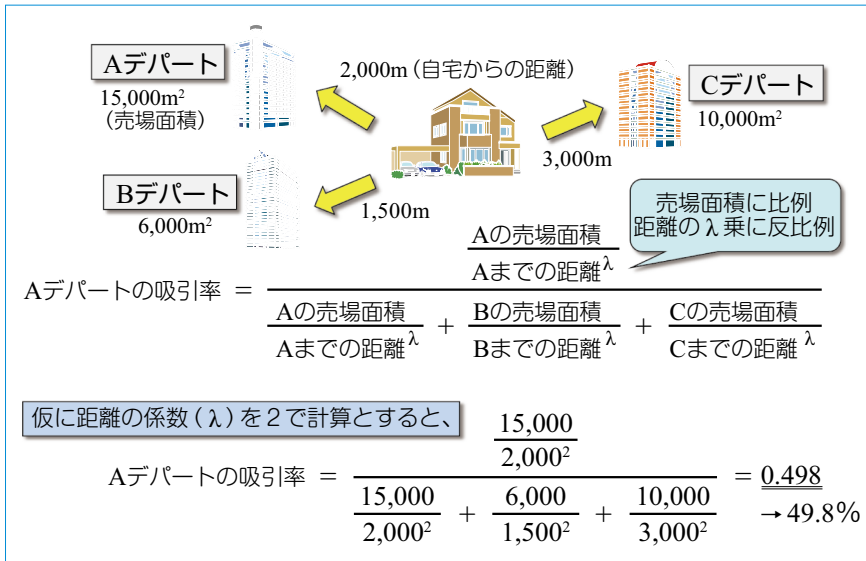 Aデパート
15,000m²
(売場面積)
2,000m(自宅からの距離)
Cデパート
10,000m²
3,000m
Bデパート
6,000m²
1,500m
売場面積に比例
距離のλ乗に反比例
Aデパートの吸引率 =
Aの売場面積
Aまでの距離^λ
Aの売場面積 + Bの売場面積 + Cの売場面積
Aまでの距離^λ Bまでの距離^λ Cまでの距離^λ
仮に距離の係数(λ)を2で計算とすると、
Aデパートの吸引率 =
15,000
2,000²
15,000 + 6,000 + 10,000
2,000² 1,500² 3,000²
= 0.498
→ 49.8%